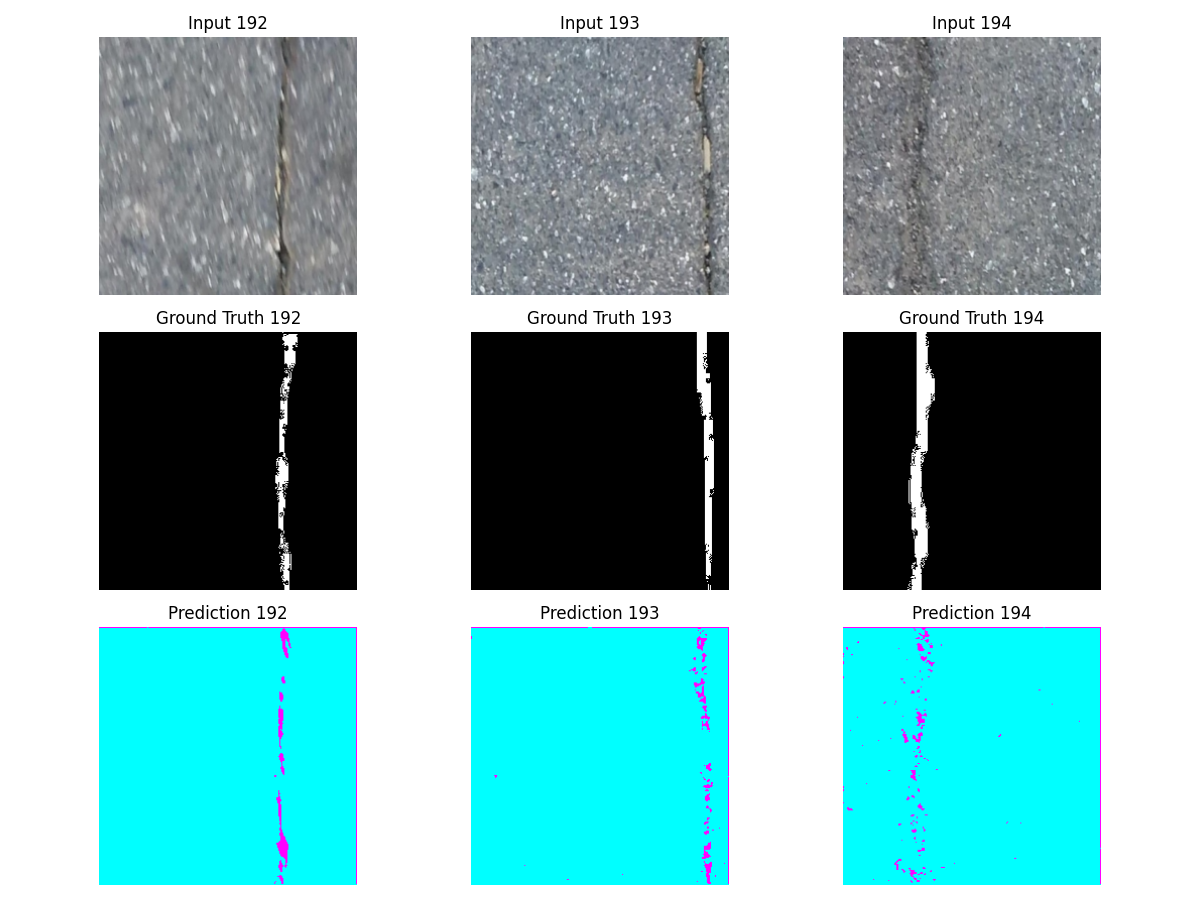 Input 192
Input 193
Input 194
Ground Truth 192
Ground Truth 193
Ground Truth 194
Prediction 192
Prediction 193
Prediction 194